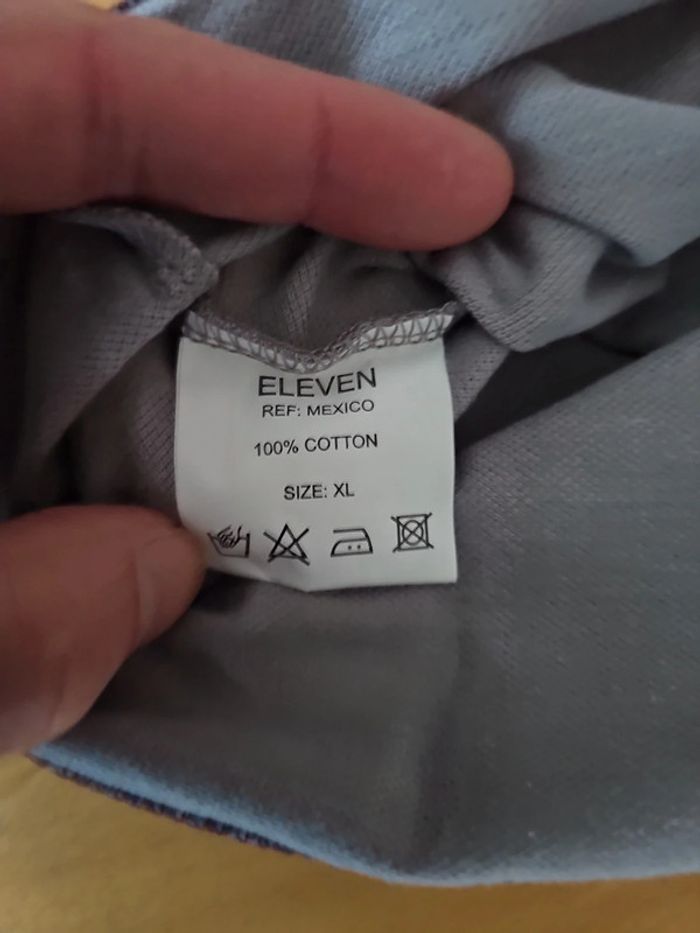 ELEVEN
REF: MEXICO
100% COTTON
SIZE: XL